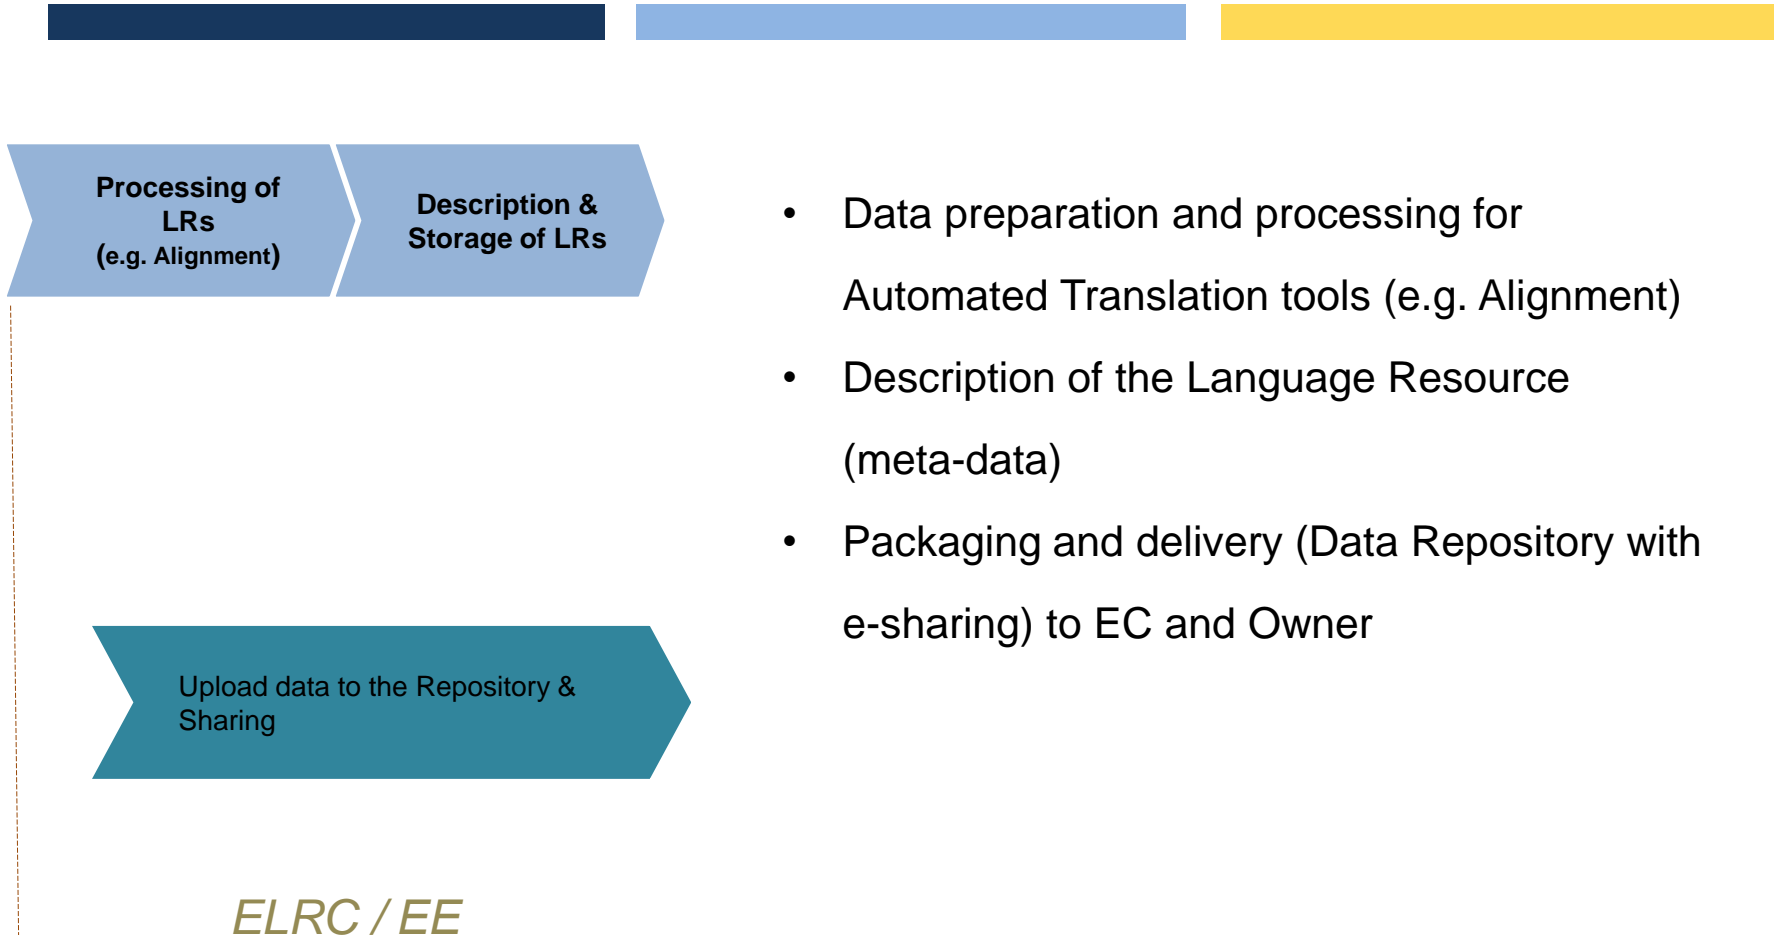 Processing of
LRs
(e.g. Alignment)
Description &
Storage of LRs
• Data preparation and processing for
Automated Translation tools (e.g. Alignment)
• Description of the Language Resource
(meta-data)
• Packaging and delivery (Data Repository with
e-sharing) to EC and Owner
Upload data to the Repository &
Sharing
ELRC / EE